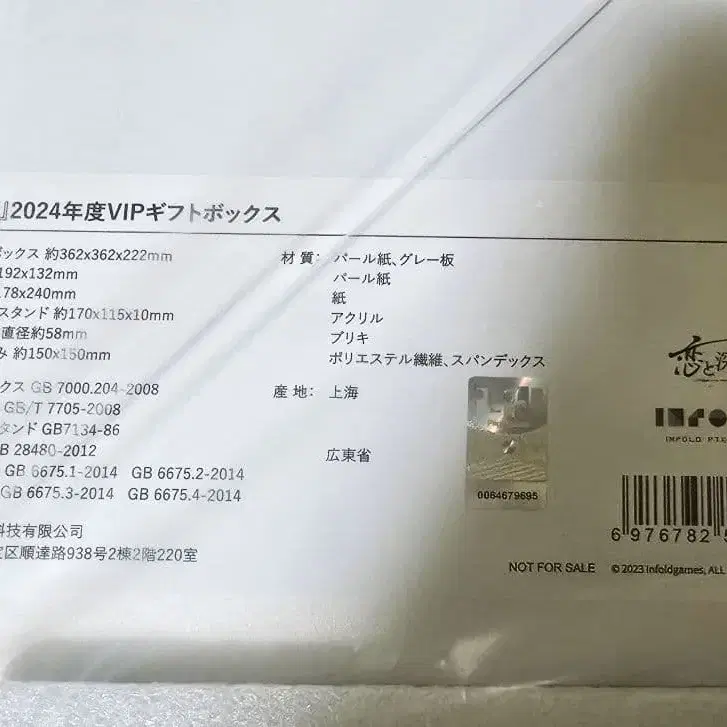 』2024年度VIPギフトボックス
ックス 約362x362x222mm
192x132mm
178x240mm
スタンド 約170x115x10mm
直径約58mm
み 約150x150mm
材 質： パール紙、グレー板
パール紙
紙
アクリル
ブリキ
ポリエステル繊維、スパンデックス
クス GB 7000.204-2008
GB/T 7705-2008
タンド GB7134-86
B 28480-2012
GB 6675.1-2014 GB 6675.2-2014
GB 6675.3-2014 GB 6675.4-2014
産 地： 上海
広東省
科技有限公司
区順達路938号2棟2階220室
0064679695
恋と深
INFO
INFOLD PTE
6 976782
NOT FOR SALE © 2023 Infoldgames, ALL